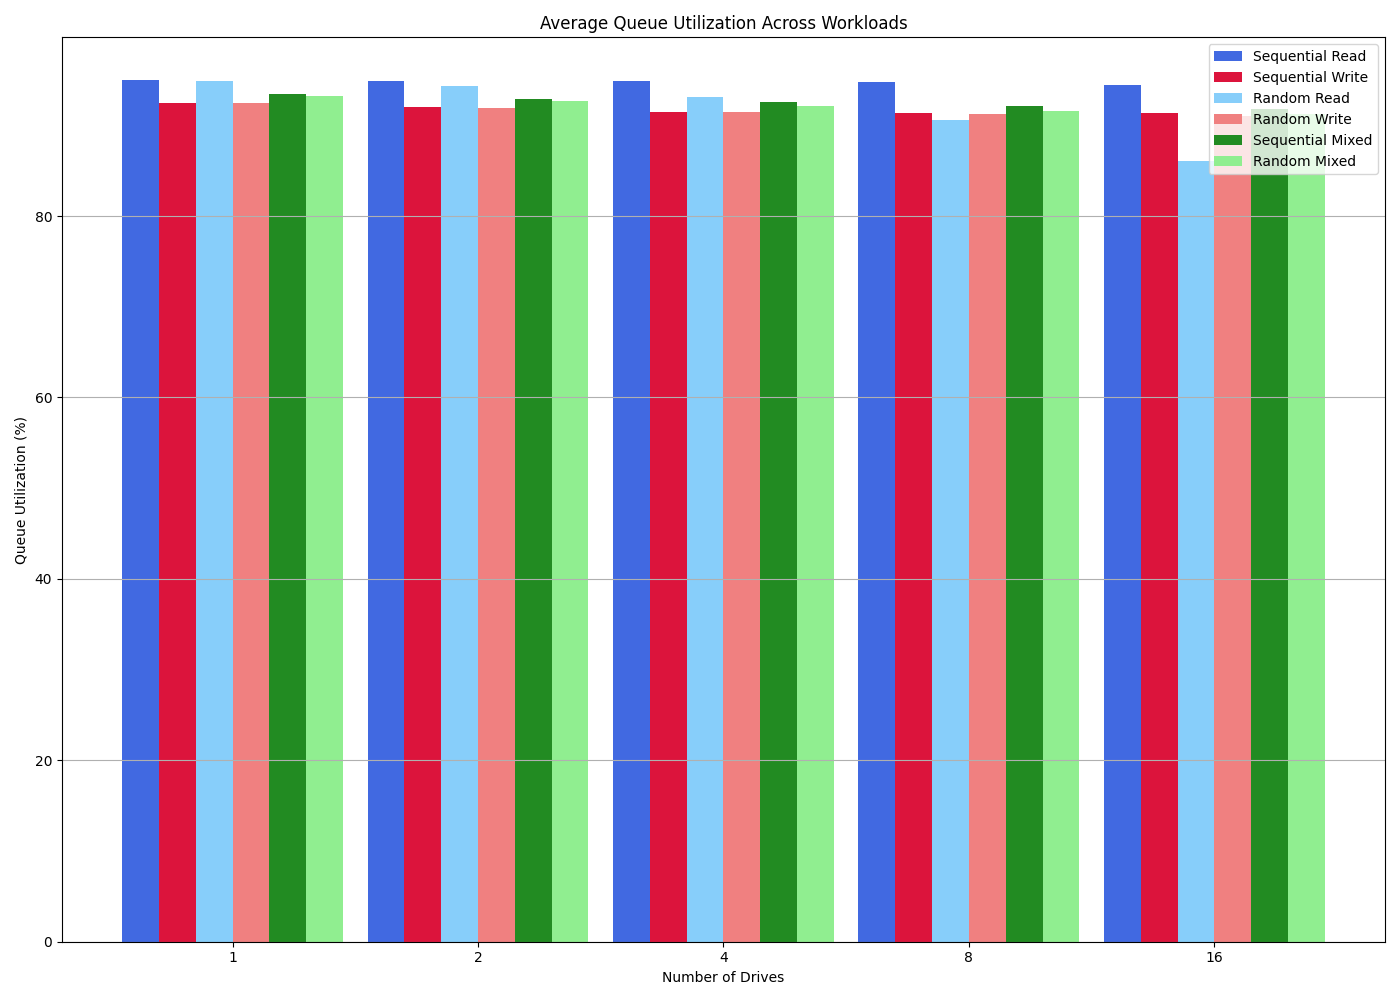 Average Queue Utilization Across Workloads
Sequential Read
Sequential Write
Random Read
Random Write
Sequential Mixed
Random Mixed
Queue Utilization (%)
80
60
40
20
0
1 2 4 8 16
Number of Drives